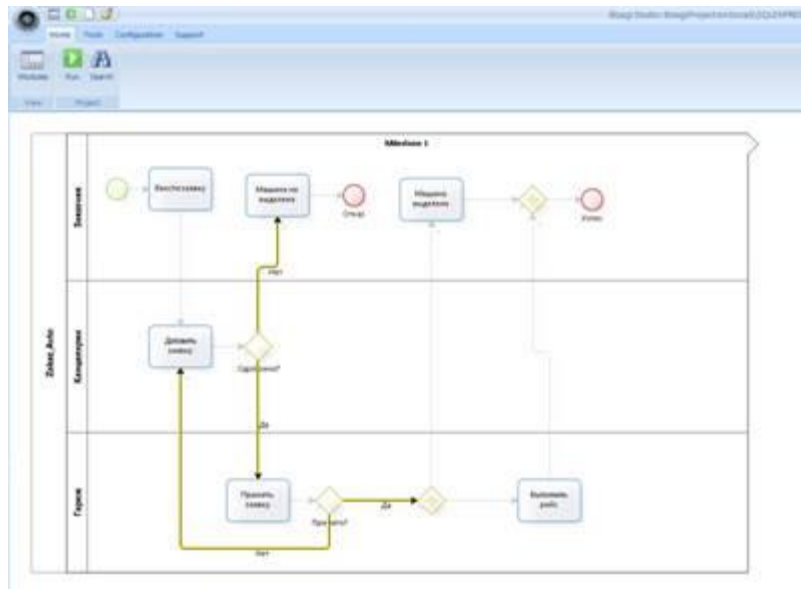 Home Tools Configuration Support
Modules Run Search
View Project
Milestone 1
Zakaz_Auto
Заказчик
Внести заявку
Машина не
выделена
Отказ
Машина
выделена
Успех
Нет
Канцелярия
Дополнить
заявку
Одобрено?
Да
Гараж
Принять
заявку
Принято?
Да
Выполнить
рейс
Нет